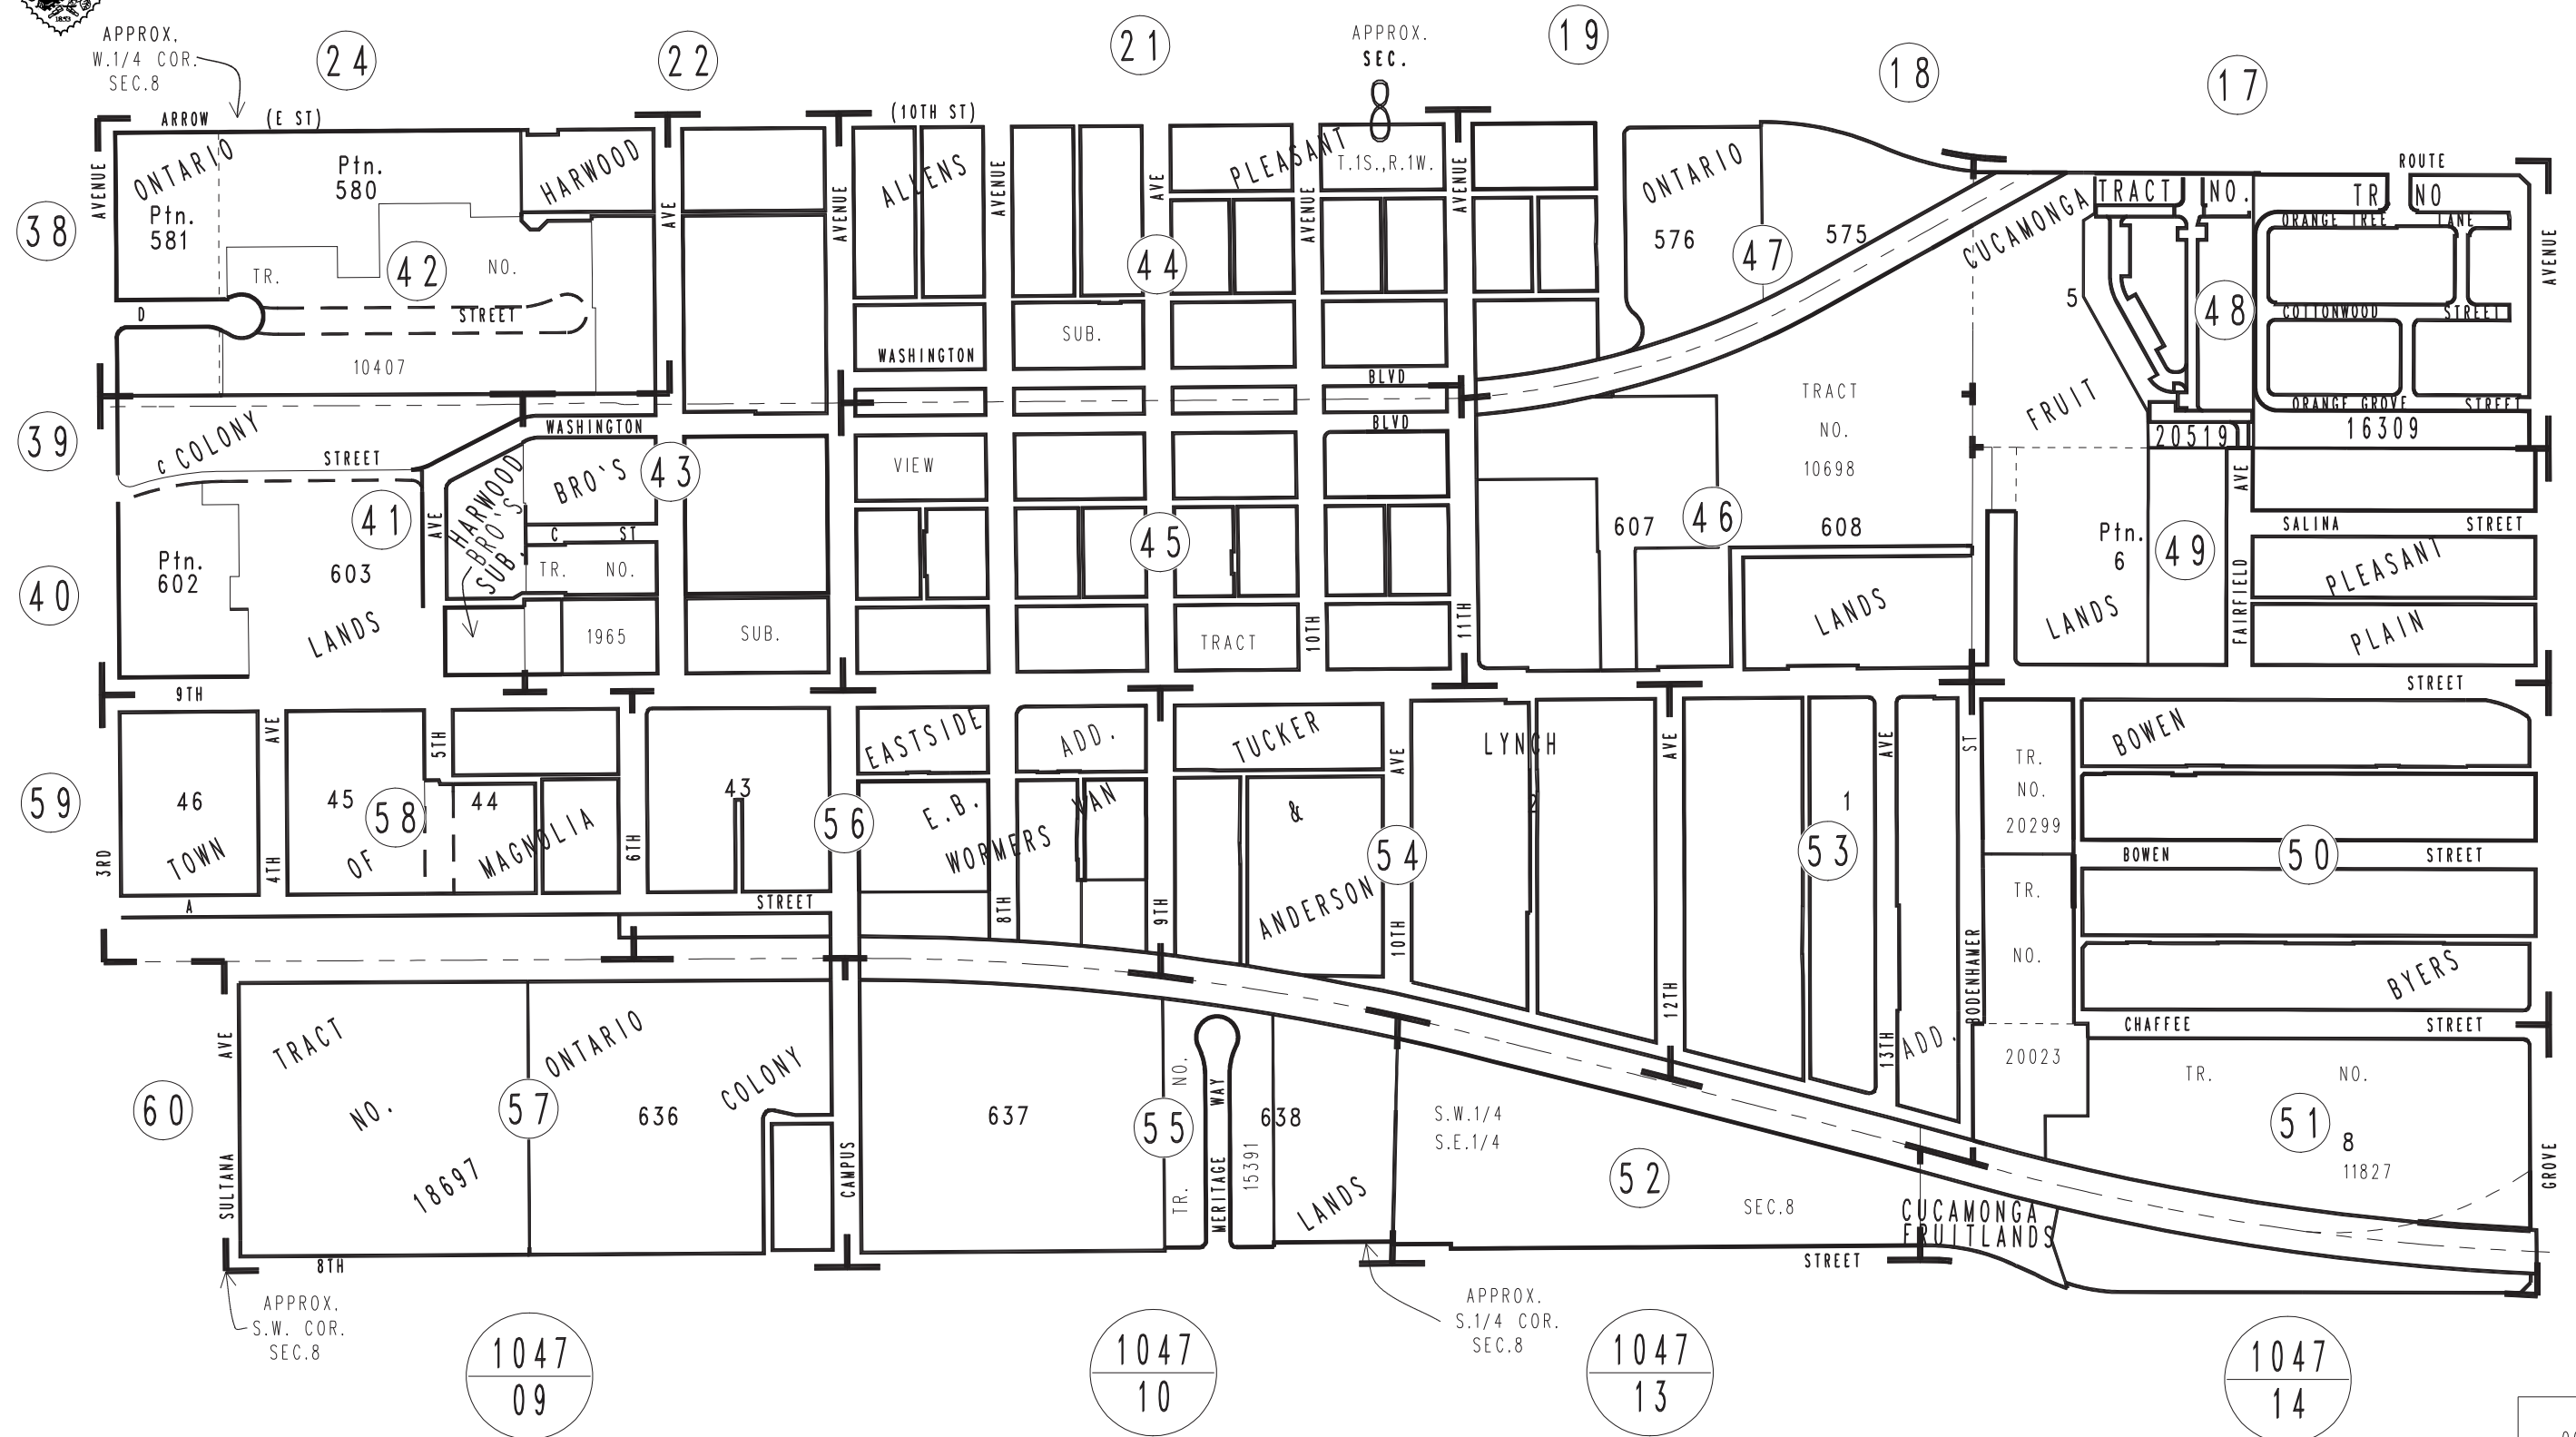 1853
APPROX.
W.1/4 COR.
SEC.8
24
22
21
APPROX.
SEC.
8
19
18
17
ARROW (E ST)
(10TH ST)
ROUTE
AVENUE
ONTARIO
Ptn.
580
Ptn.
581
HARWOOD
AVE
AVENUE
ALLENS
AVENUE
AVE
PLEASANT
AVENUE
T.1S.,R.1W.
AVENUE
ONTARIO
576
47
575
CUCAMONGA
TRACT NO.
TR NO
ORANGE TREE LANE
AVENUE
38
42
TR. NO.
44
5
48
D STREET
10407
SUB.
WASHINGTON BLVD
COTTONWOOD STREET
ORANGE GROVE STREET
39
COLONY
C STREET
WASHINGTON BLVD
HARWOOD
BRO'S
43
VIEW
TRACT
NO.
10698
FRUIT
20519
16309
40
41
AVE
HARWOOD
BRO'S
SUB
C ST
TR. NO.
1965
SUB.
Ptn.
602
603
LANDS
45
TRACT
10TH
11TH
607
46
608
LANDS
Ptn.
6
49
LANDS
AVE
FAIRFIELD
SALINA STREET
PLEASANT
PLAIN
9TH STREET
59
3RD
46
TOWN
AVE
4TH
45
OF
58
5TH
44
MAGNOLIA
6TH
43
56
EASTSIDE
ADD.
E.B.
VAN
WORMERS
8TH
9TH
TUCKER
&
ANDERSON
AVE
54
10TH
LYNCH
2
AVE
12TH
1
53
AVE
13TH
ADD.
ST
BODENHAMER
TR.
NO.
20299
TR.
NO.
20023
BOWEN
BOWEN STREET
50
BYERS
CHAFFEE STREET
A STREET
60
AVE
SULTANA
TRACT
NO.
18697
57
ONTARIO
COLONY
636
CAMPUS
637
55
NO.
TR.
MERITAGE WAY
15391
638
LANDS
S.W.1/4
S.E.1/4
52
SEC.8
CUCAMONGA
FRUITLANDS
TR. NO.
51
8
11827
GROVE
8TH STREET
APPROX.
S.W. COR.
SEC.8
APPROX.
S.1/4 COR.
SEC.8
1047
09
1047
10
1047
13
1047
14